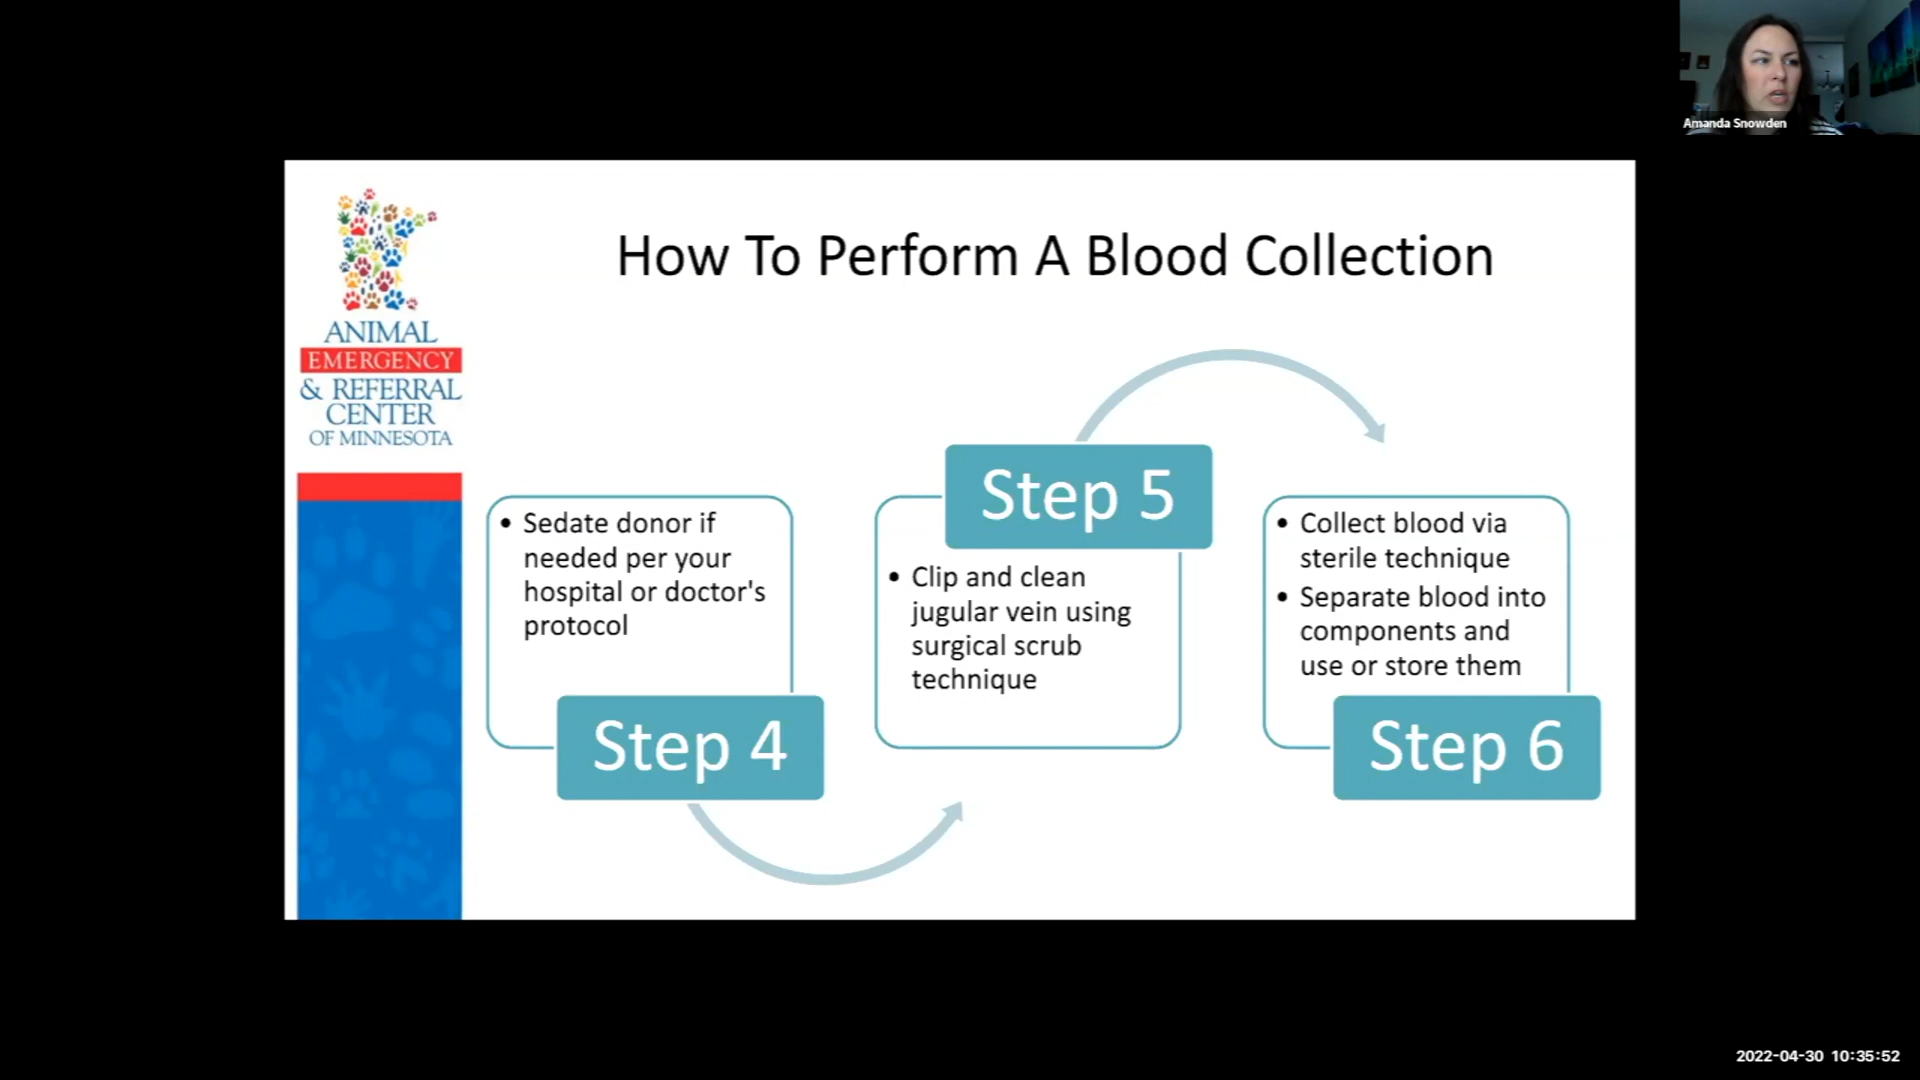 Amanda Snowden
ANIMAL
EMERGENCY
& REFERRAL
CENTER
OF MINNESOTA
How To Perform A Blood Collection
• Sedate donor if
needed per your
hospital or doctor's
protocol
Step 4
Step 5
• Clip and clean
jugular vein using
surgical scrub
technique
• Collect blood via
sterile technique
• Separate blood into
components and
use or store them
Step 6
2022-04-30 10:35:52